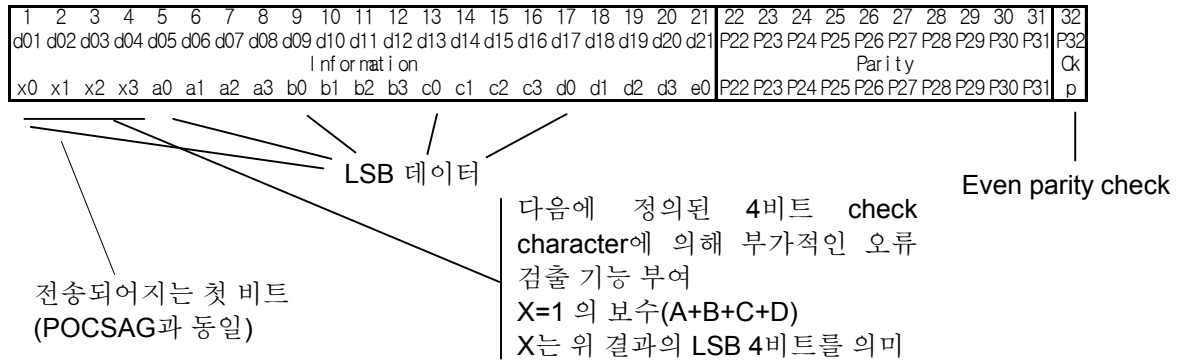 1 2 3 4 5 6 7 8 9 10 11 12 13 14 15 16 17 18 19 20 21 22 23 24 25 26 27 28 29 30 31 32
d01 d02 d03 d04 d05 d06 d07 d08 d09 d10 d11 d12 d13 d14 d15 d16 d17 d18 d19 d20 d21 P22 P23 P24 P25 P26 P27 P28 P29 P30 P31 P32
Information Parity Ck
x0 x1 x2 x3 a0 a1 a2 a3 b0 b1 b2 b3 c0 c1 c2 c3 d0 d1 d2 d3 e0 P22 P23 P24 P25 P26 P27 P28 P29 P30 P31 p
LSB 데이터
Even parity check
다음에 정의된 4비트 check
character에 의해 부가적인 오류
검출 기능 부여
X=1 의 보수(A+B+C+D)
X는 위 결과의 LSB 4비트를 의미
전송되어지는 첫 비트
(POCSAG과 동일)